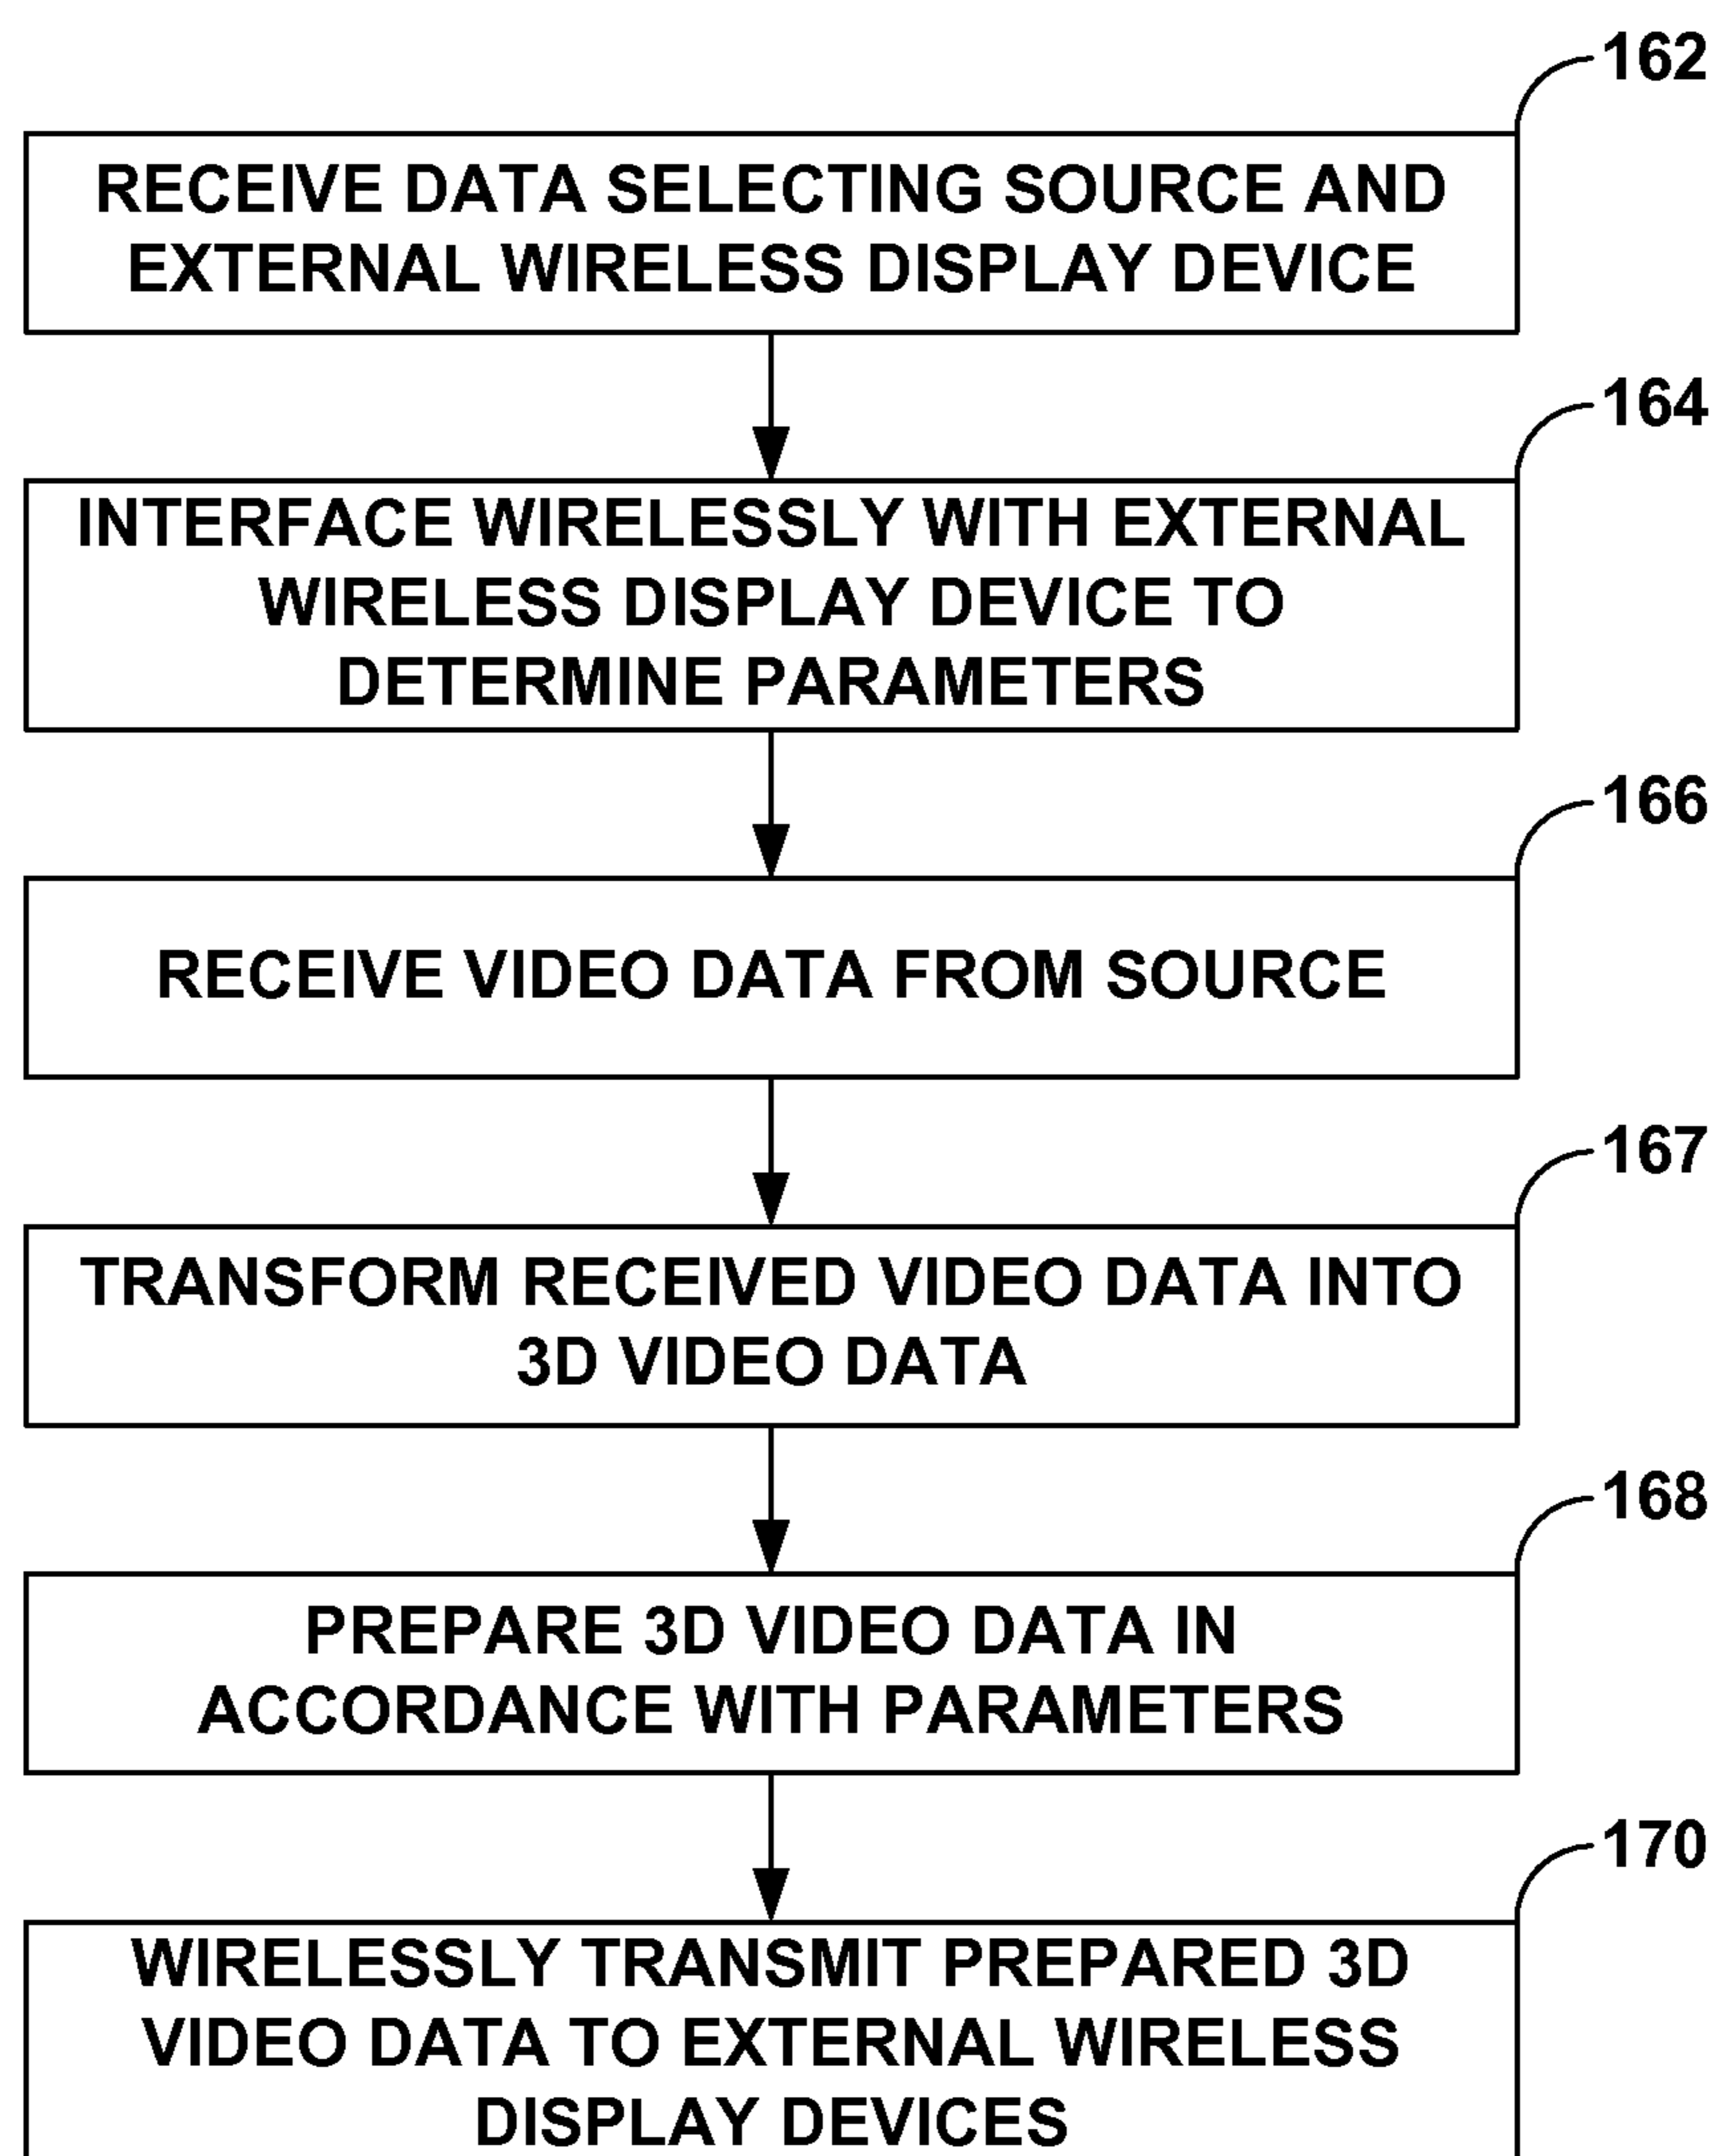 162
RECEIVE DATA SELECTING SOURCE AND
EXTERNAL WIRELESS DISPLAY DEVICE
164
INTERFACE WIRELESSLY WITH EXTERNAL
WIRELESS DISPLAY DEVICE TO
DETERMINE PARAMETERS
166
RECEIVE VIDEO DATA FROM SOURCE
167
TRANSFORM RECEIVED VIDEO DATA INTO
3D VIDEO DATA
168
PREPARE 3D VIDEO DATA IN
ACCORDANCE WITH PARAMETERS
170
WIRELESSLY TRANSMIT PREPARED 3D
VIDEO DATA TO EXTERNAL WIRELESS
DISPLAY DEVICES